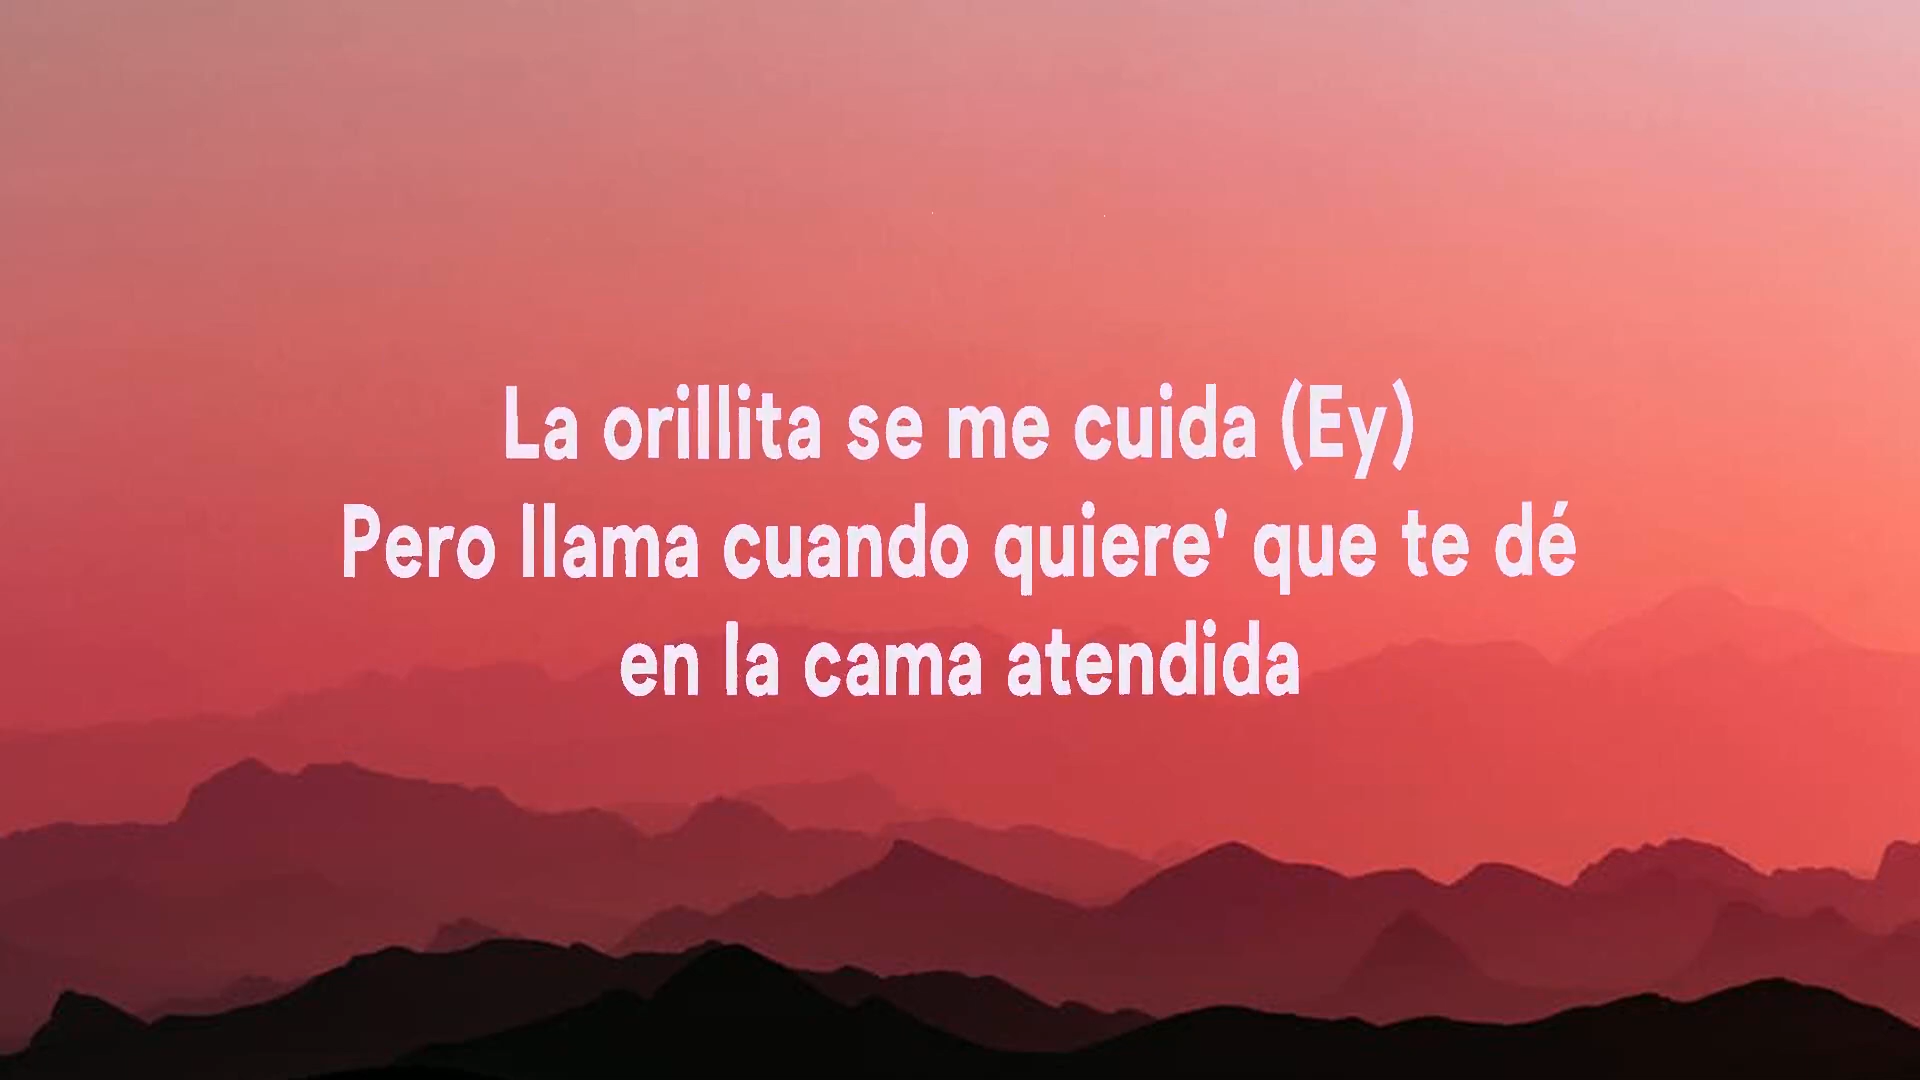 La orillita se me cuida (Ey)
Pero llama cuando quiere' que te dé
en la cama atendida